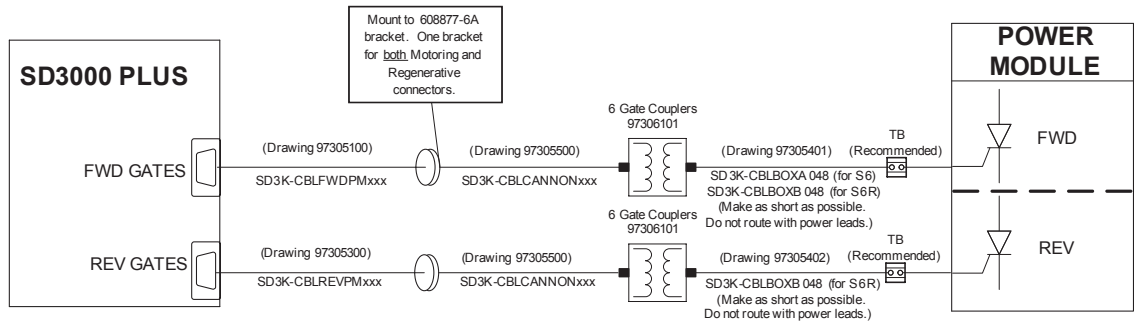 Mount to 608877-6A
bracket. One bracket
for both Motoring and
Regenerative
connectors.
POWER
MODULE
SD3000 PLUS
6 Gate Couplers
97306101
TB
(Recommended)
FWD
FWD GATES
(Drawing 97305100)
SD3K-CBLFWDPMxxx
(Drawing 97305500)
SD3K-CBLCANNONxxx
(Drawing 97305401)
SD3K-CBLBOXA 048 (for S6)
SD3K-CBLBOXB 048 (for S6R)
(Make as short as possible.
Do not route with power leads.)
6 Gate Couplers
97306101
TB
(Recommended)
REV
REV GATES
(Drawing 97305300)
SD3K-CBLREVPMxxx
(Drawing 97305500)
SD3K-CBLCANNONxxx
(Drawing 97305402)
SD3K-CBLBOXB 048 (for S6R)
(Make as short as possible.
Do not route with power leads.)